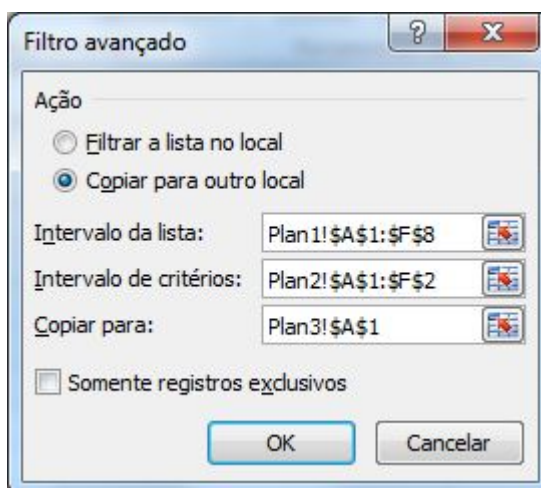 Filtro avançado
Ação
Filtrar a lista no local
Copiar para outro local
Intervalo da lista: Plan1!$A$1:$F$8
Intervalo de critérios: Plan2!$A$1:$F$2
Copiar para: Plan3!$A$1
Somente registros exclusivos
OK Cancelar